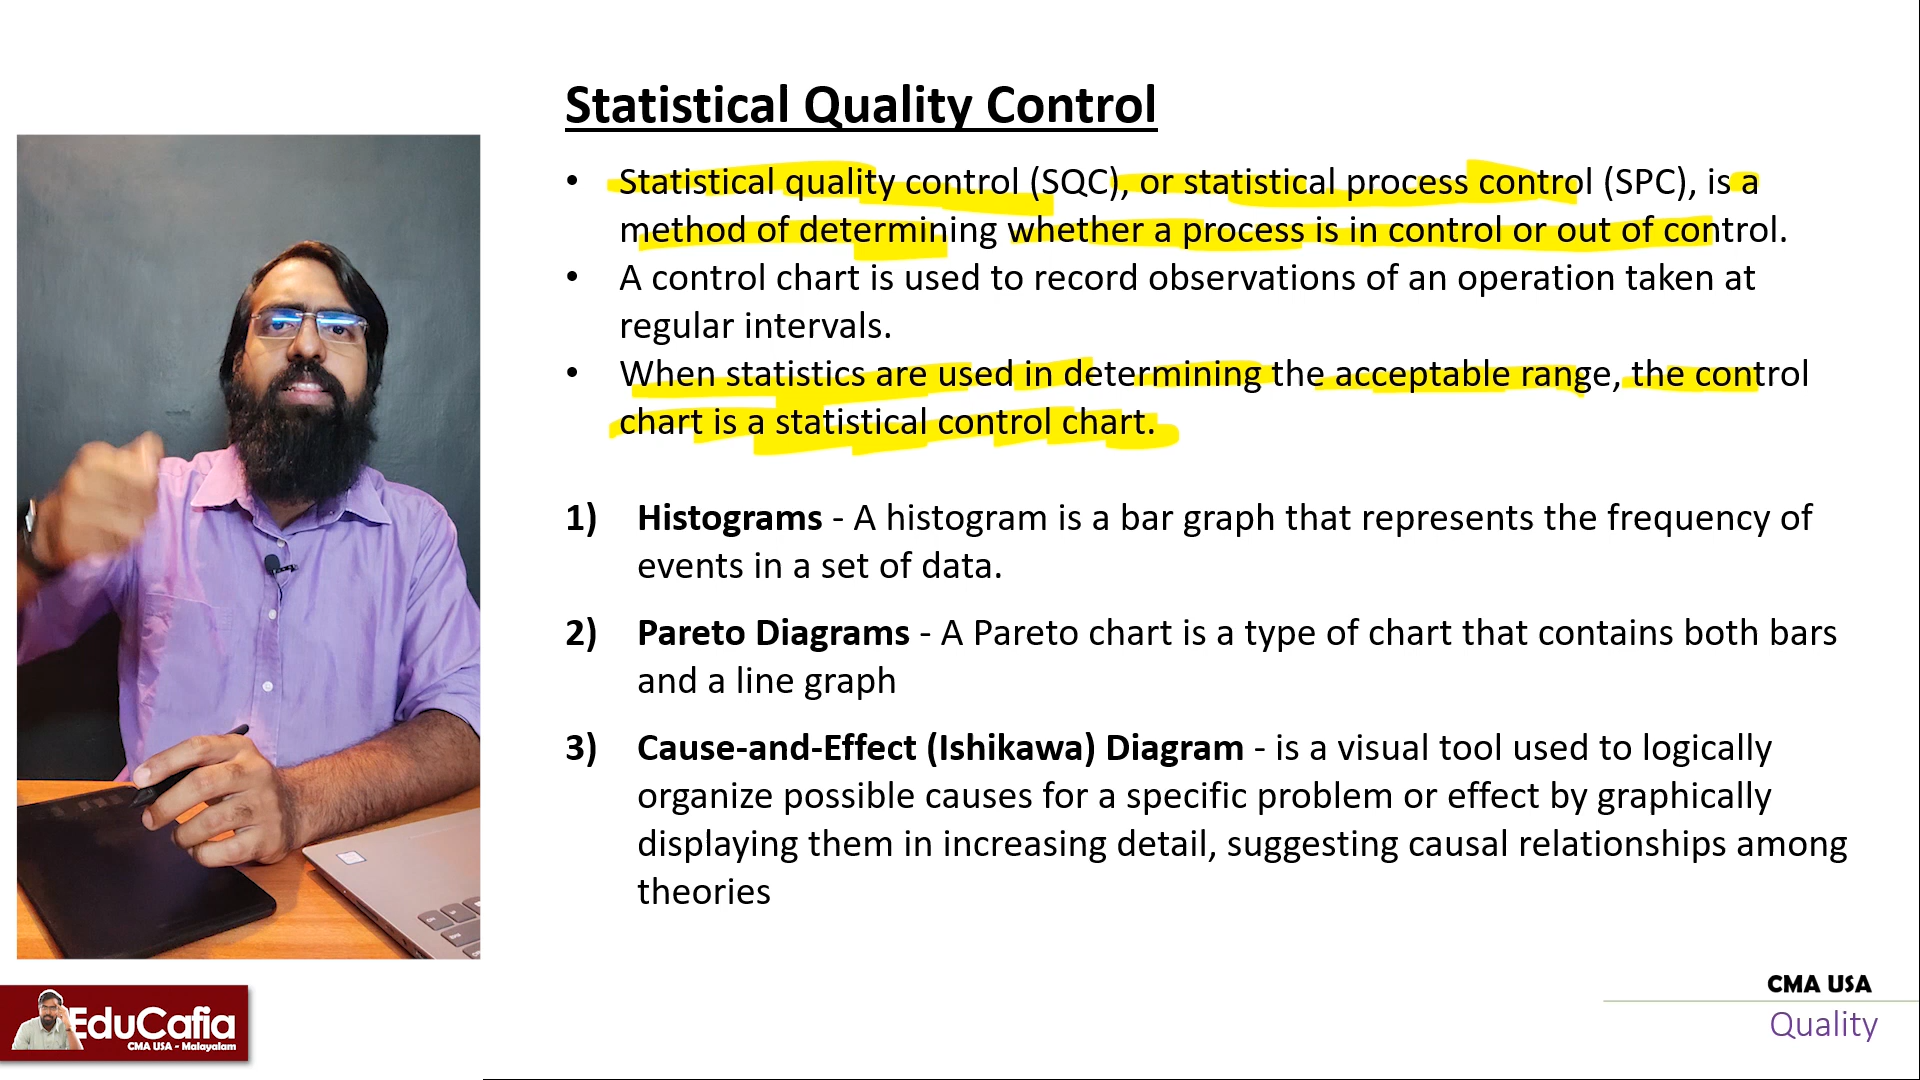 Statistical Quality Control
• Statistical quality control (SQC), or statistical process control (SPC), is a
method of determining whether a process is in control or out of control.
• A control chart is used to record observations of an operation taken at
regular intervals.
• When statistics are used in determining the acceptable range, the control
chart is a statistical control chart.
1) Histograms - A histogram is a bar graph that represents the frequency of
events in a set of data.
2) Pareto Diagrams - A Pareto chart is a type of chart that contains both bars
and a line graph
3) Cause-and-Effect (Ishikawa) Diagram - is a visual tool used to logically
organize possible causes for a specific problem or effect by graphically
displaying them in increasing detail, suggesting causal relationships among
theories
EduCafia
CMA USA - Malayalam
CMA USA
Quality